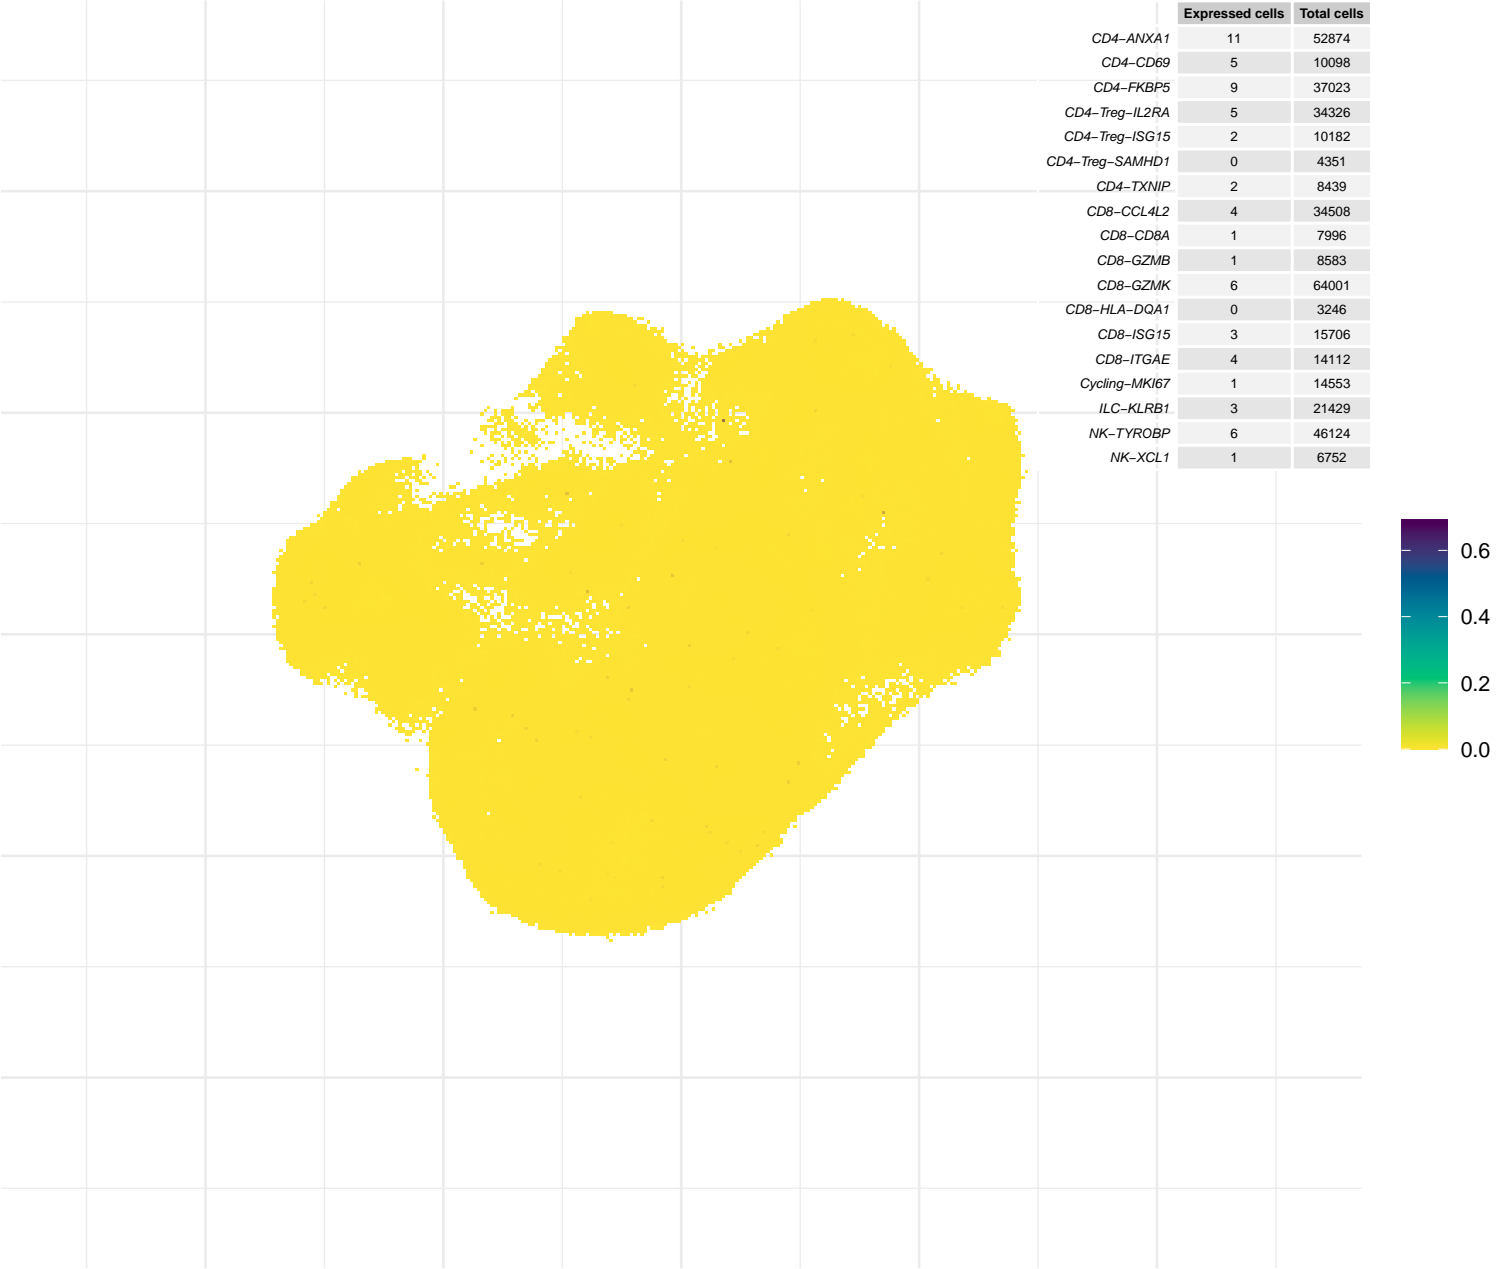 Expressed cells Total cells
CD4−ANXA1 11 52874
CD4−CD69 5 10098
CD4−FKBP5 9 37023
CD4−Treg−IL2RA 5 34326
CD4−Treg−ISG15 2 10182
CD4−Treg−SAMHD1 0 4351
CD4−TXNIP 2 8439
CD8−CCL4L2 4 34508
CD8−CD8A 1 7996
CD8−GZMB 1 8583
CD8−GZMK 6 64001
CD8−HLA−DQA1 0 3246
CD8−ISG15 3 15706
CD8−ITGAE 4 14112
Cycling−MKI67 1 14553
ILC−KLRB1 3 21429
NK−TYROBP 6 46124
NK−XCL1 1 6752
0.6
0.4
0.2
0.0